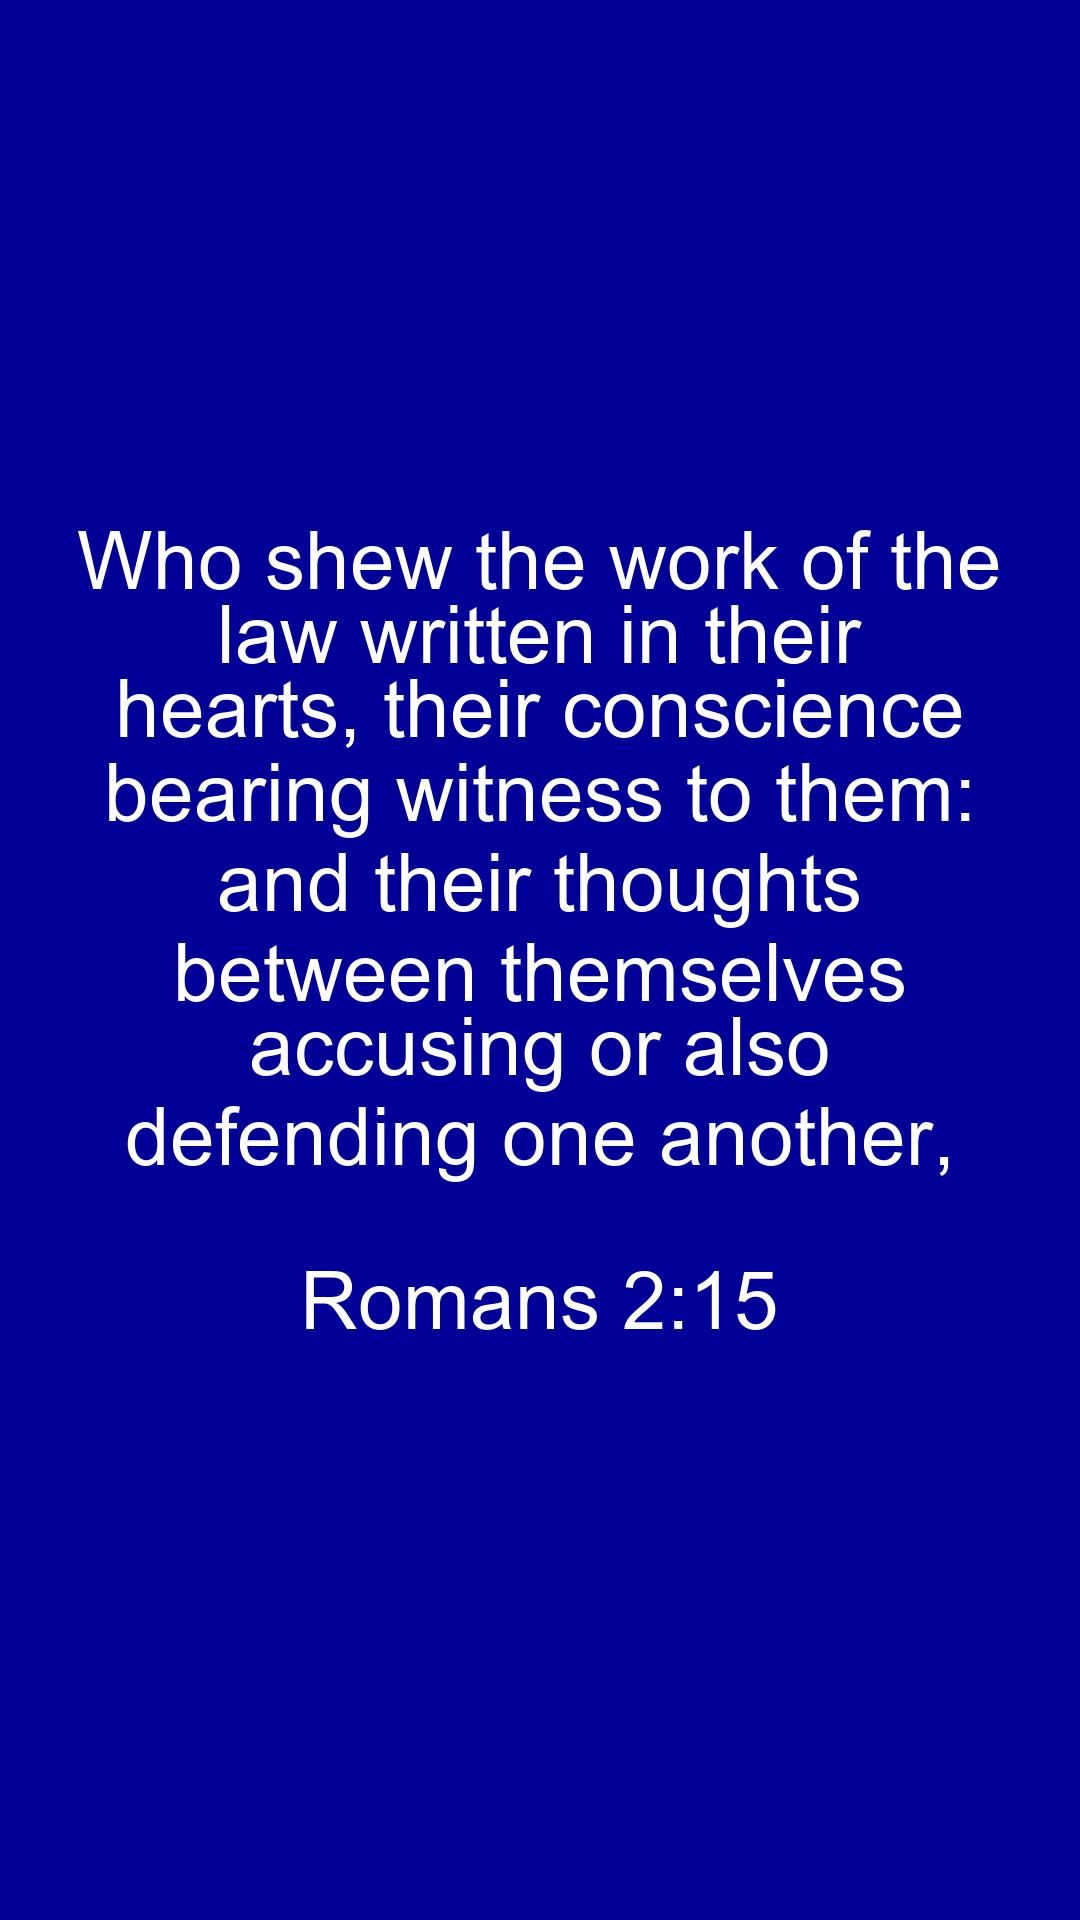 Who shew the work of the
law written in their
hearts, their conscience
bearing witness to them:
and their thoughts
between themselves
accusing or also
defending one another,
Romans 2:15